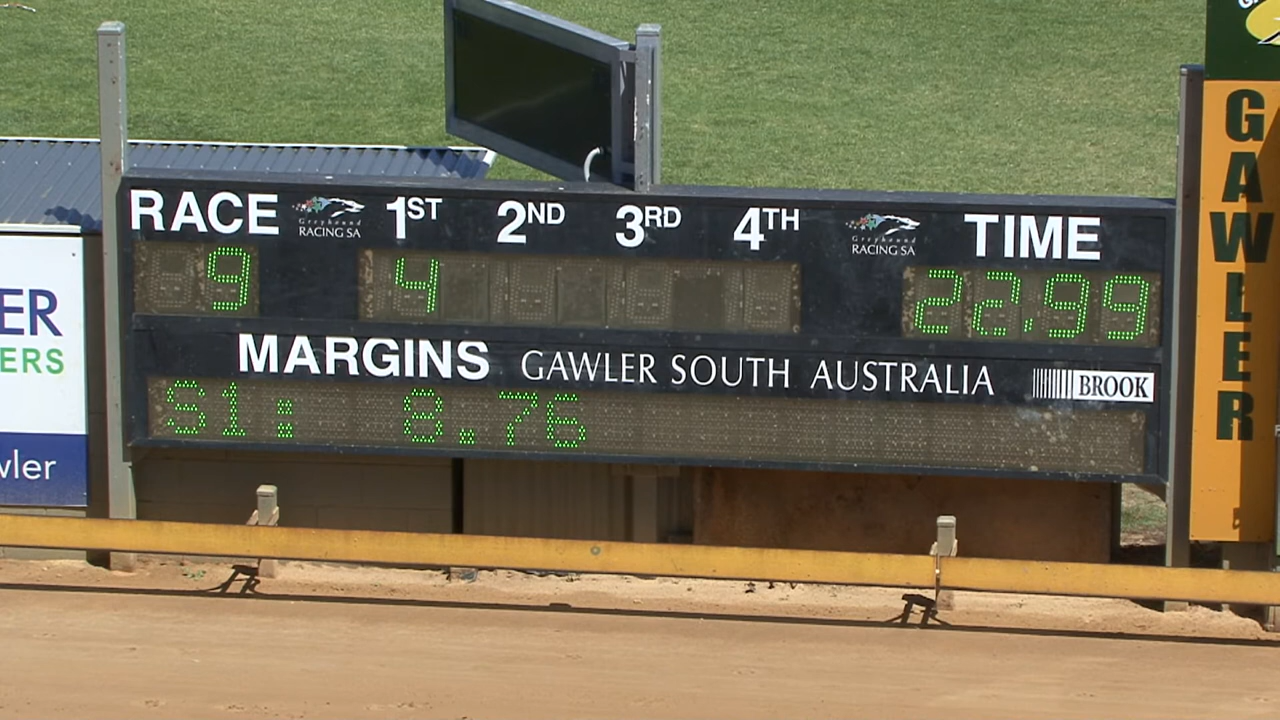 RACE
1ST
2ND
3RD
4TH
TIME
Greyhound
RACING SA
Greyhound
RACING SA
9
4
22.99
MARGINS
GAWLER SOUTH AUSTRALIA
BROOK
S1: 8.76
ER
ERS
wler
GAWLER